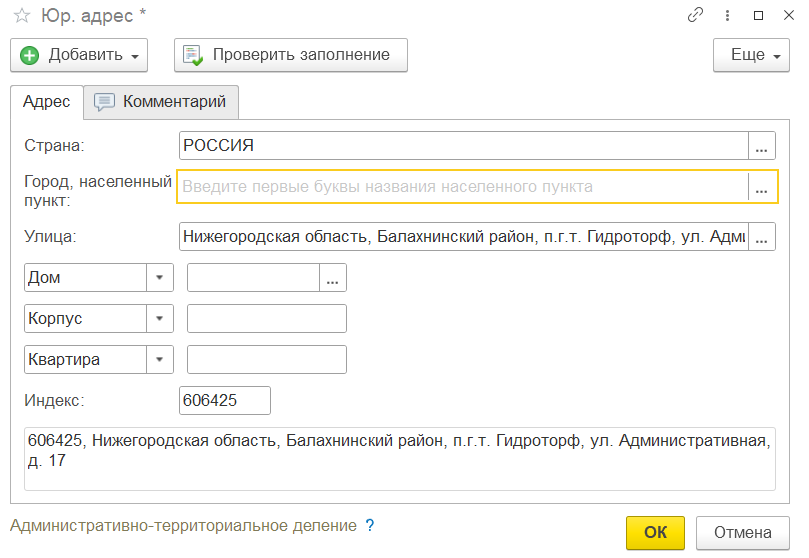 Юр. адрес *
Добавить
Проверить заполнение
Еще
Адрес
Комментарий
Страна:
РОССИЯ
...
Город, населенный
пункт:
Введите первые буквы названия населенного пункта
...
Улица:
Нижегородская область, Балахнинский район, п.г.т. Гидроторф, ул. Адми
...
Дом
...
Корпус
Квартира
Индекс:
606425
606425, Нижегородская область, Балахнинский район, п.г.т. Гидроторф, ул. Административная,
д. 17
Административно-территориальное деление ?
ОК
Отмена